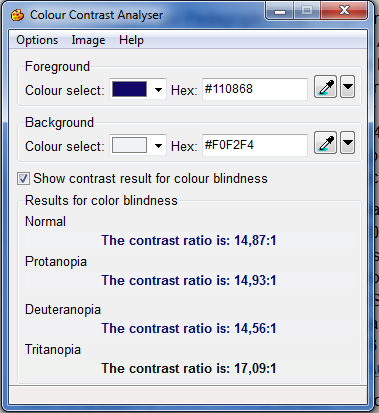 Colour Contrast Analyser
Options Image Help
Foreground
Colour select: Hex: #110868
Background
Colour select: Hex: #F0F2F4
Show contrast result for colour blindness
Results for color blindness
Normal
The contrast ratio is: 14,87:1
Protanopia
The contrast ratio is: 14,93:1
Deuteranopia
The contrast ratio is: 14,56:1
Tritanopia
The contrast ratio is: 17,09:1